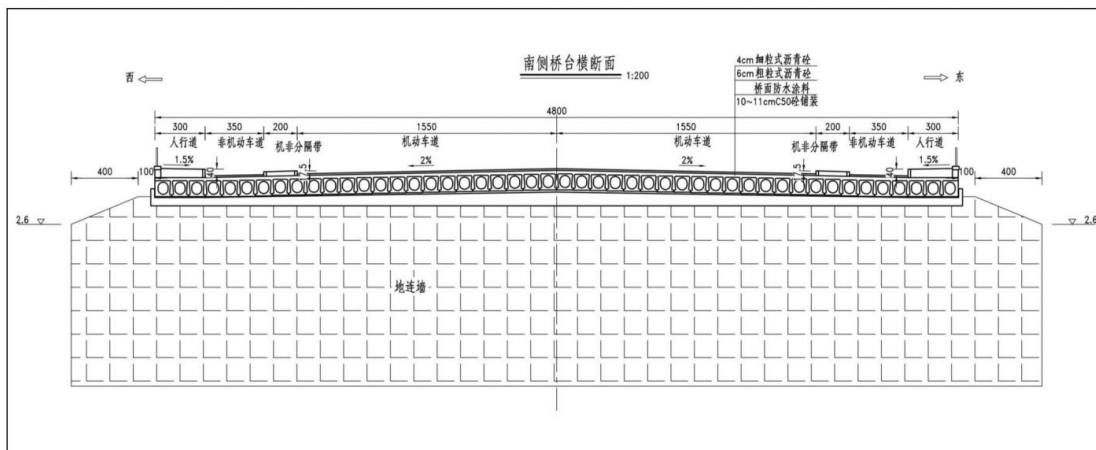 南侧桥台横断面
1:200
西
东
4cm细粒式沥青砼
6cm粗粒式沥青砼
桥面防水涂料
10~11cmC50砼铺装
4800
300 350 200 1550 1550 200 350 300
人行道 非机动车道 机非分隔带 机动车道 机动车道 机非分隔带 非机动车道 人行道
1.5% 40 7.5 2% 2% 7.5 40 1.5%
400 100 100 400
2.6 2.6
地连墙